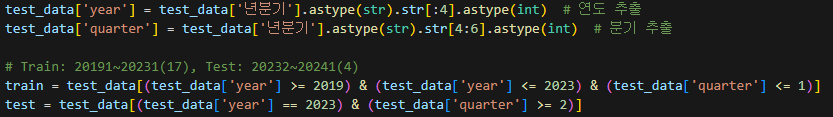 test_data['year'] = test_data['년분기'].astype(str).str[:4].astype(int)  # 연도 추출
test_data['quarter'] = test_data['년분기'].astype(str).str[4:6].astype(int)  # 분기 추출
# Train: 20191~20231(17), Test: 20232~20241(4)
train = test_data[(test_data['year'] >= 2019) & (test_data['year'] <= 2023) & (test_data['quarter'] <= 1)]
test = test_data[(test_data['year'] == 2023) & (test_data['quarter'] >= 2)]